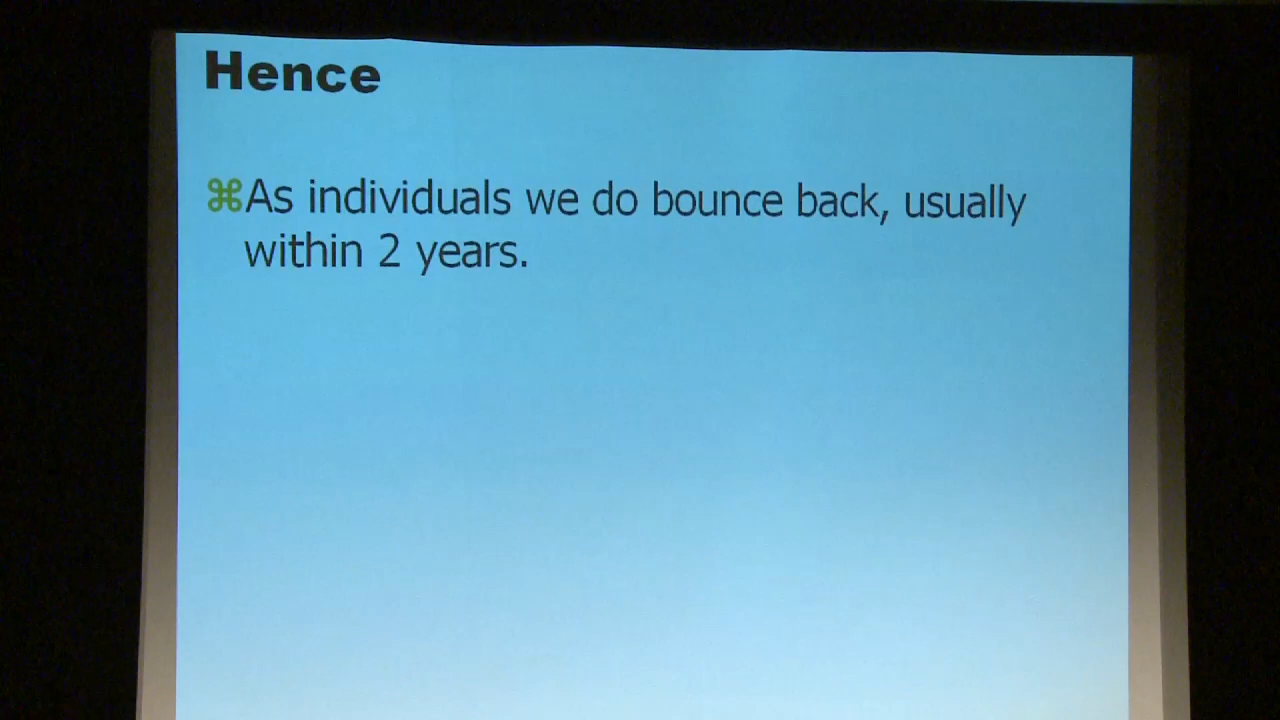 Hence
⌘As individuals we do bounce back, usually
within 2 years.